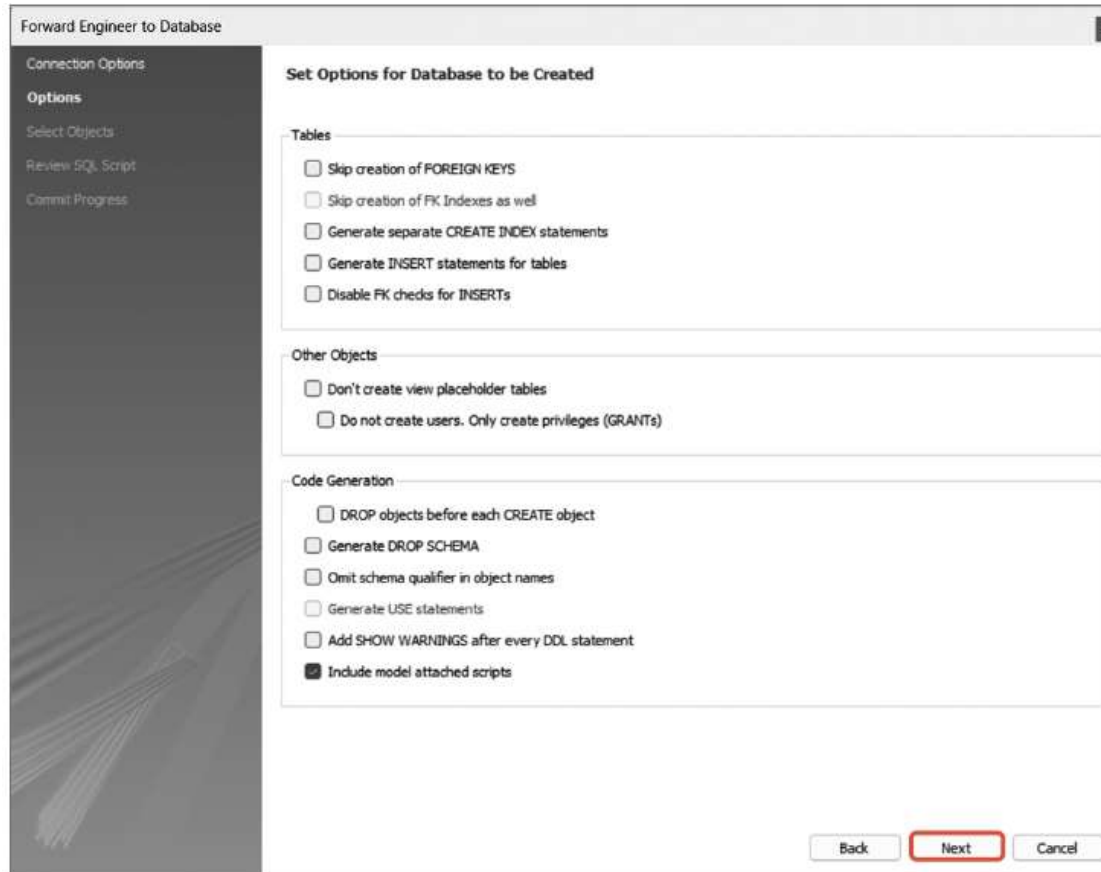 Forward Engineer to Database
Connection Options
Options
Select Objects
Review SQL Script
Commit Progress
Set Options for Database to be Created
Tables
Skip creation of FOREIGN KEYS
Skip creation of FK Indexes as well
Generate separate CREATE INDEX statements
Generate INSERT statements for tables
Disable FK checks for INSERTs
Other Objects
Don't create view placeholder tables
Do not create users. Only create privileges (GRANTs)
Code Generation
DROP objects before each CREATE object
Generate DROP SCHEMA
Omit schema qualifier in object names
Generate USE statements
Add SHOW WARNINGS after every DDL statement
Include model attached scripts
Back Next Cancel